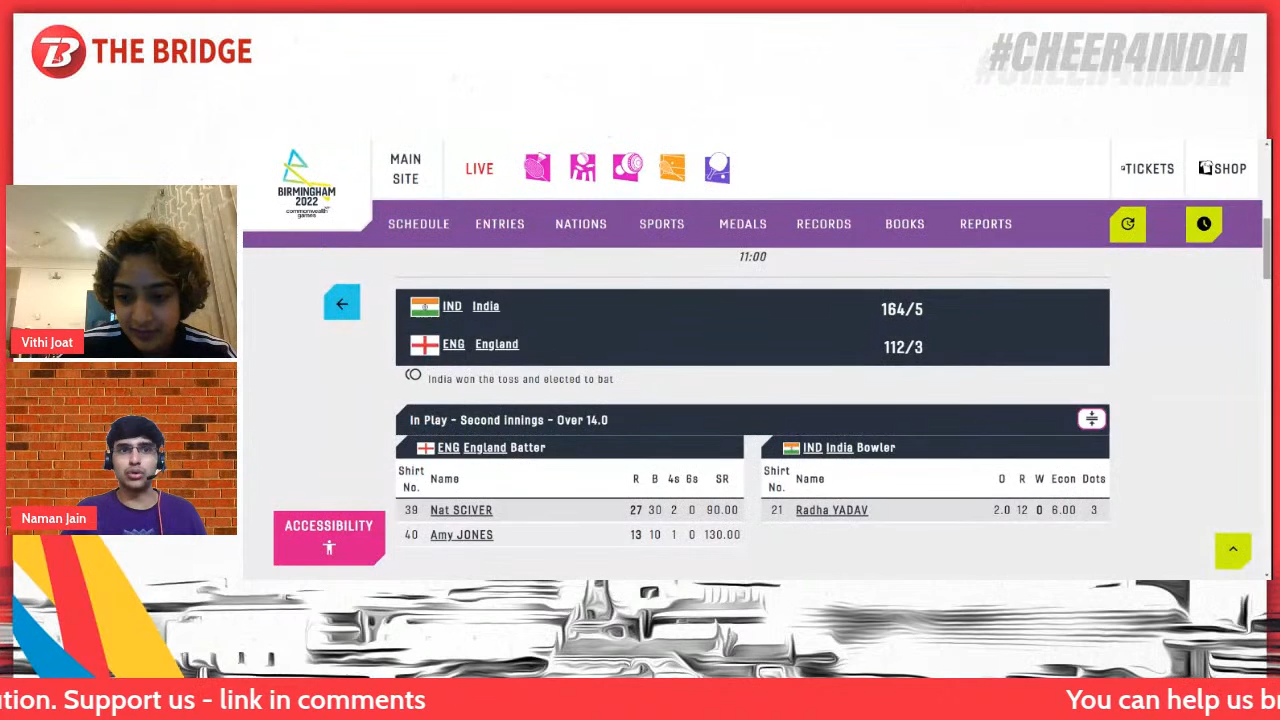 THE BRIDGE
#CHEER4INDIA
BIRMINGHAM
2022
commonwealth
games
MAIN
SITE
LIVE
TICKETS
SHOP
SCHEDULE ENTRIES NATIONS SPORTS MEDALS RECORDS BOOKS REPORTS
11:00
IND India 164/5
ENG England 112/3
India won the toss and elected to bat
In Play - Second innings - Over 14.0
ENG England Batter
Shirt No. Name R B 4s 6s SR
39 Nat SCIVER 27 30 2 0 90.00
40 Amy JONES 13 10 1 0 130.00
IND India Bowler
Shirt No. Name O R W Econ Dots
21 Radha YADAV 2.0 12 0 6.00 3
ACCESSIBILITY
Vithi Joat
Naman Jain
ution. Support us - link in comments
You can help us br